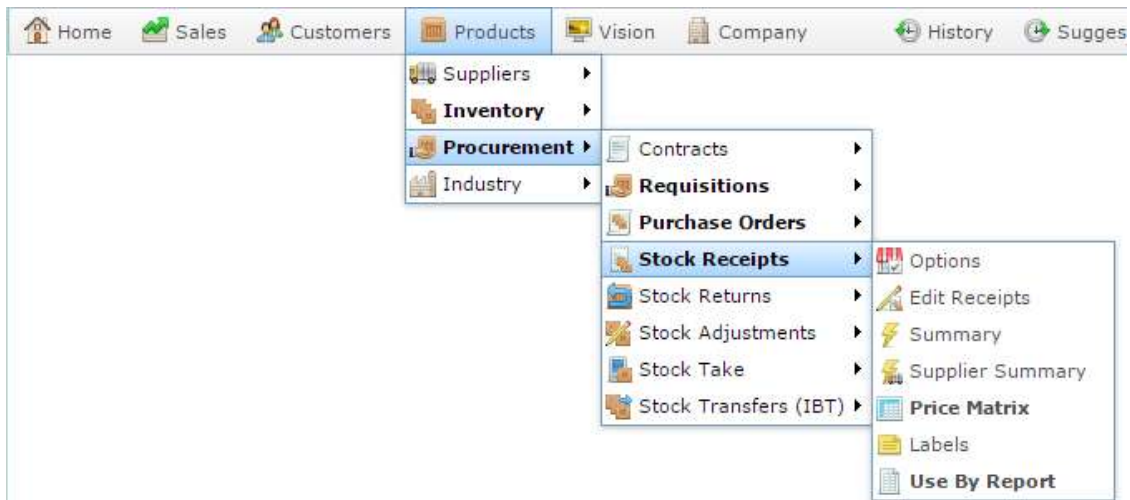 Home Sales Customers Products Vision Company History Sugges
Suppliers
Inventory
Procurement
Industry
Contracts
Requisitions
Purchase Orders
Stock Receipts
Stock Returns
Stock Adjustments
Stock Take
Stock Transfers (IBT)
Options
Edit Receipts
Summary
Supplier Summary
Price Matrix
Labels
Use By Report